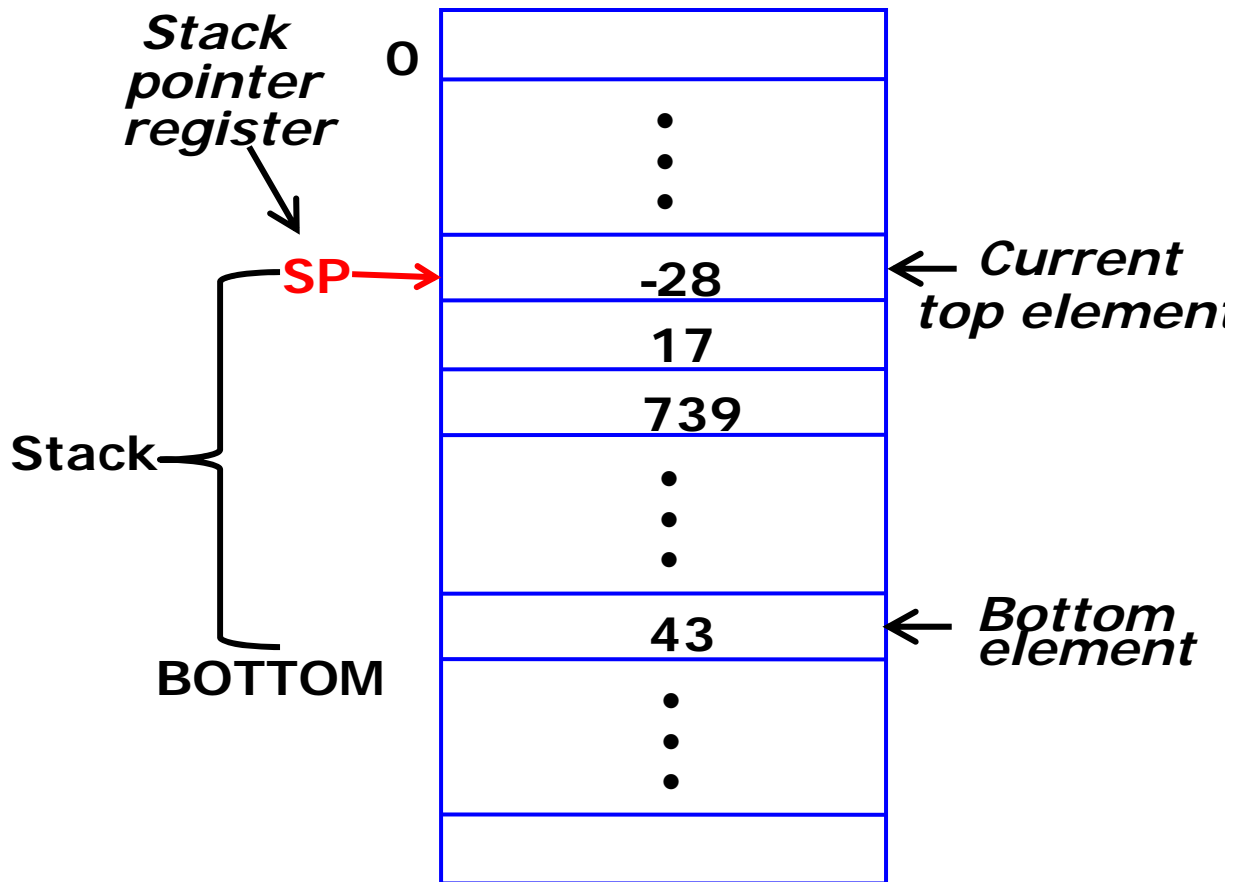 Stack
pointer
register
0
SP
-28
Current
top element
17
739
Stack
43
Bottom
element
BOTTOM